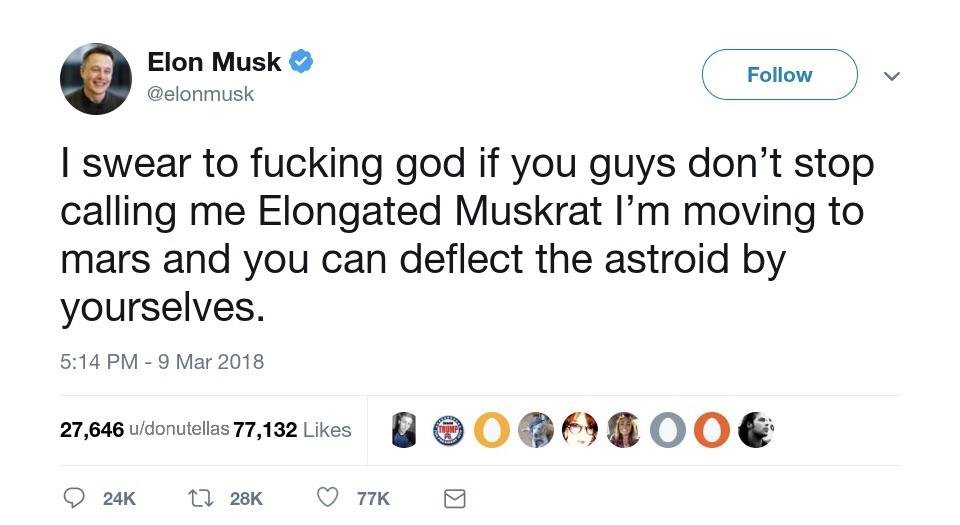 Elon Musk
@elonmusk
Follow
I swear to fucking god if you guys don’t stop
calling me Elongated Muskrat I’m moving to
mars and you can deflect the astroid by
yourselves.
5:14 PM - 9 Mar 2018
27,646 u/donutellas 77,132 Likes
TRUMP
24K 28K 77K